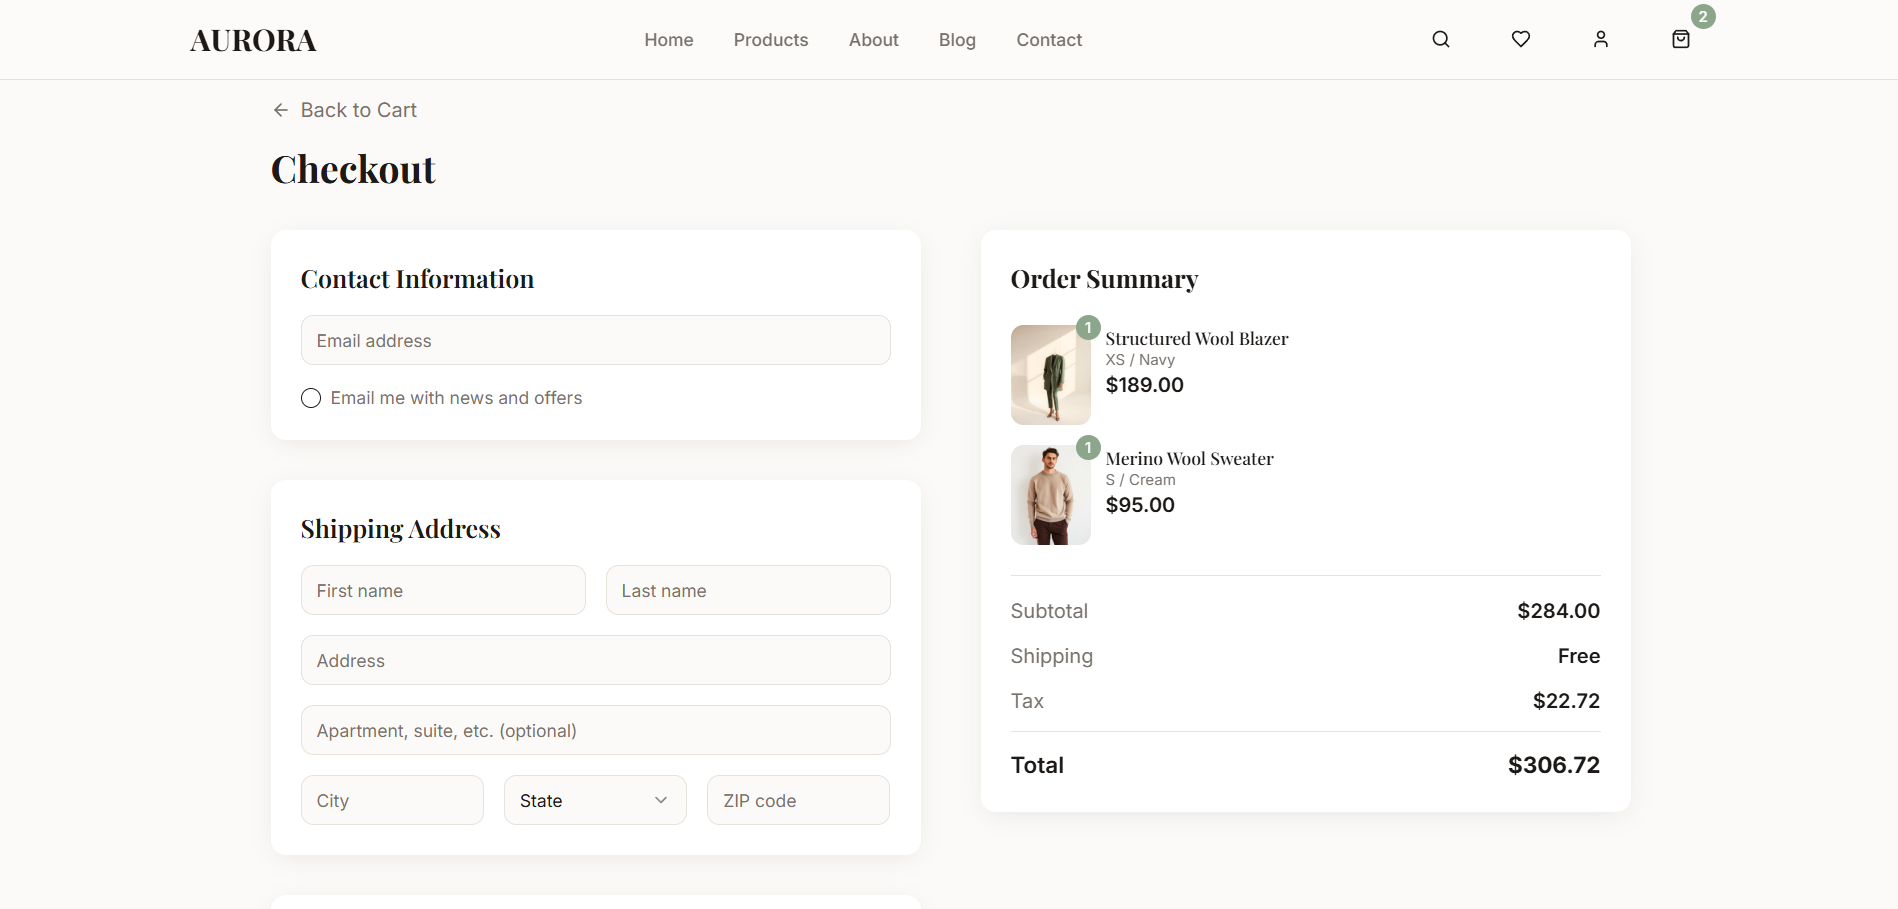 AURORA
Home
Products
About
Blog
Contact
2
Back to Cart
Checkout
Contact Information
Email address
Email me with news and offers
Shipping Address
First name
Last name
Address
Apartment, suite, etc. (optional)
City
State
ZIP code
Order Summary
1
Structured Wool Blazer
XS / Navy
$189.00
1
Merino Wool Sweater
S / Cream
$95.00
Subtotal
$284.00
Shipping
Free
Tax
$22.72
Total
$306.72